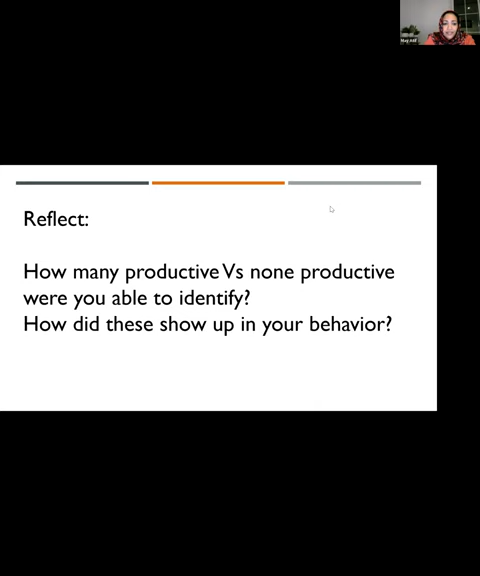 Reflect:
How many productive Vs none productive
were you able to identify?
How did these show up in your behavior?